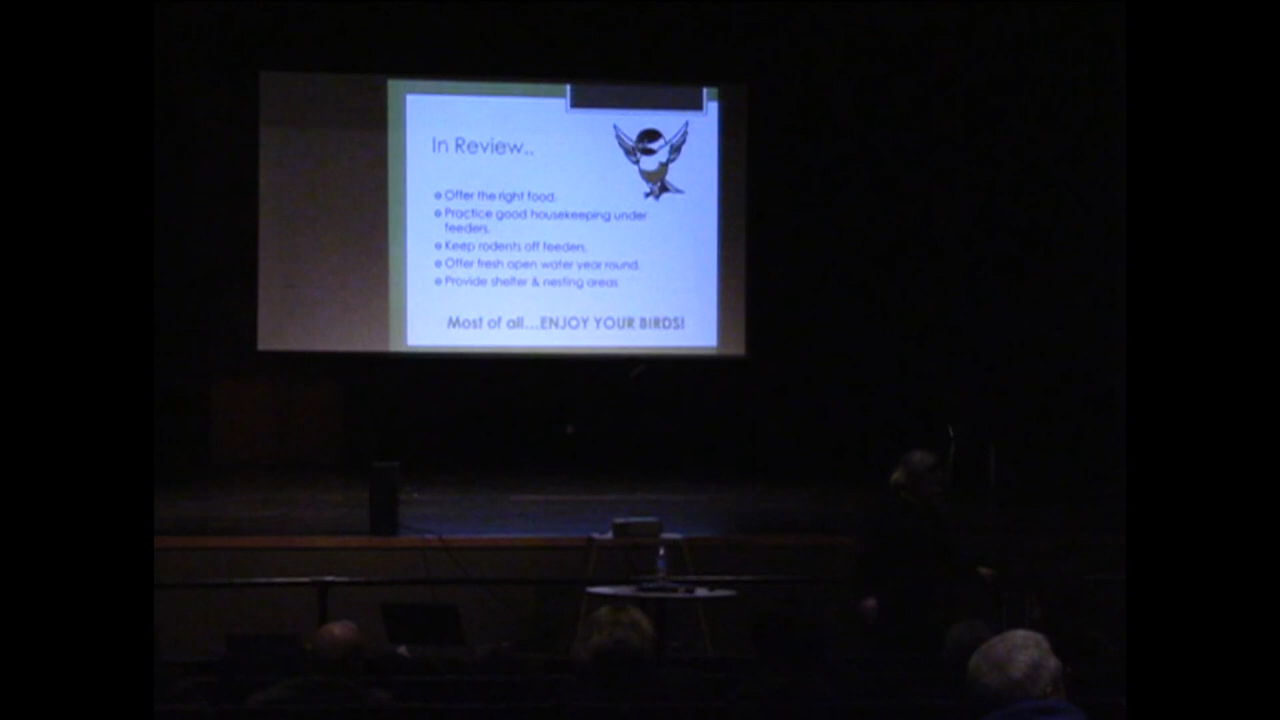 In Review..
Offer the right food.
Practice good housekeeping under
feeders.
Keep rodents off feeders.
Offer fresh open water year round.
Provide shelter & nesting areas
Most of all...ENJOY YOUR BIRDS!